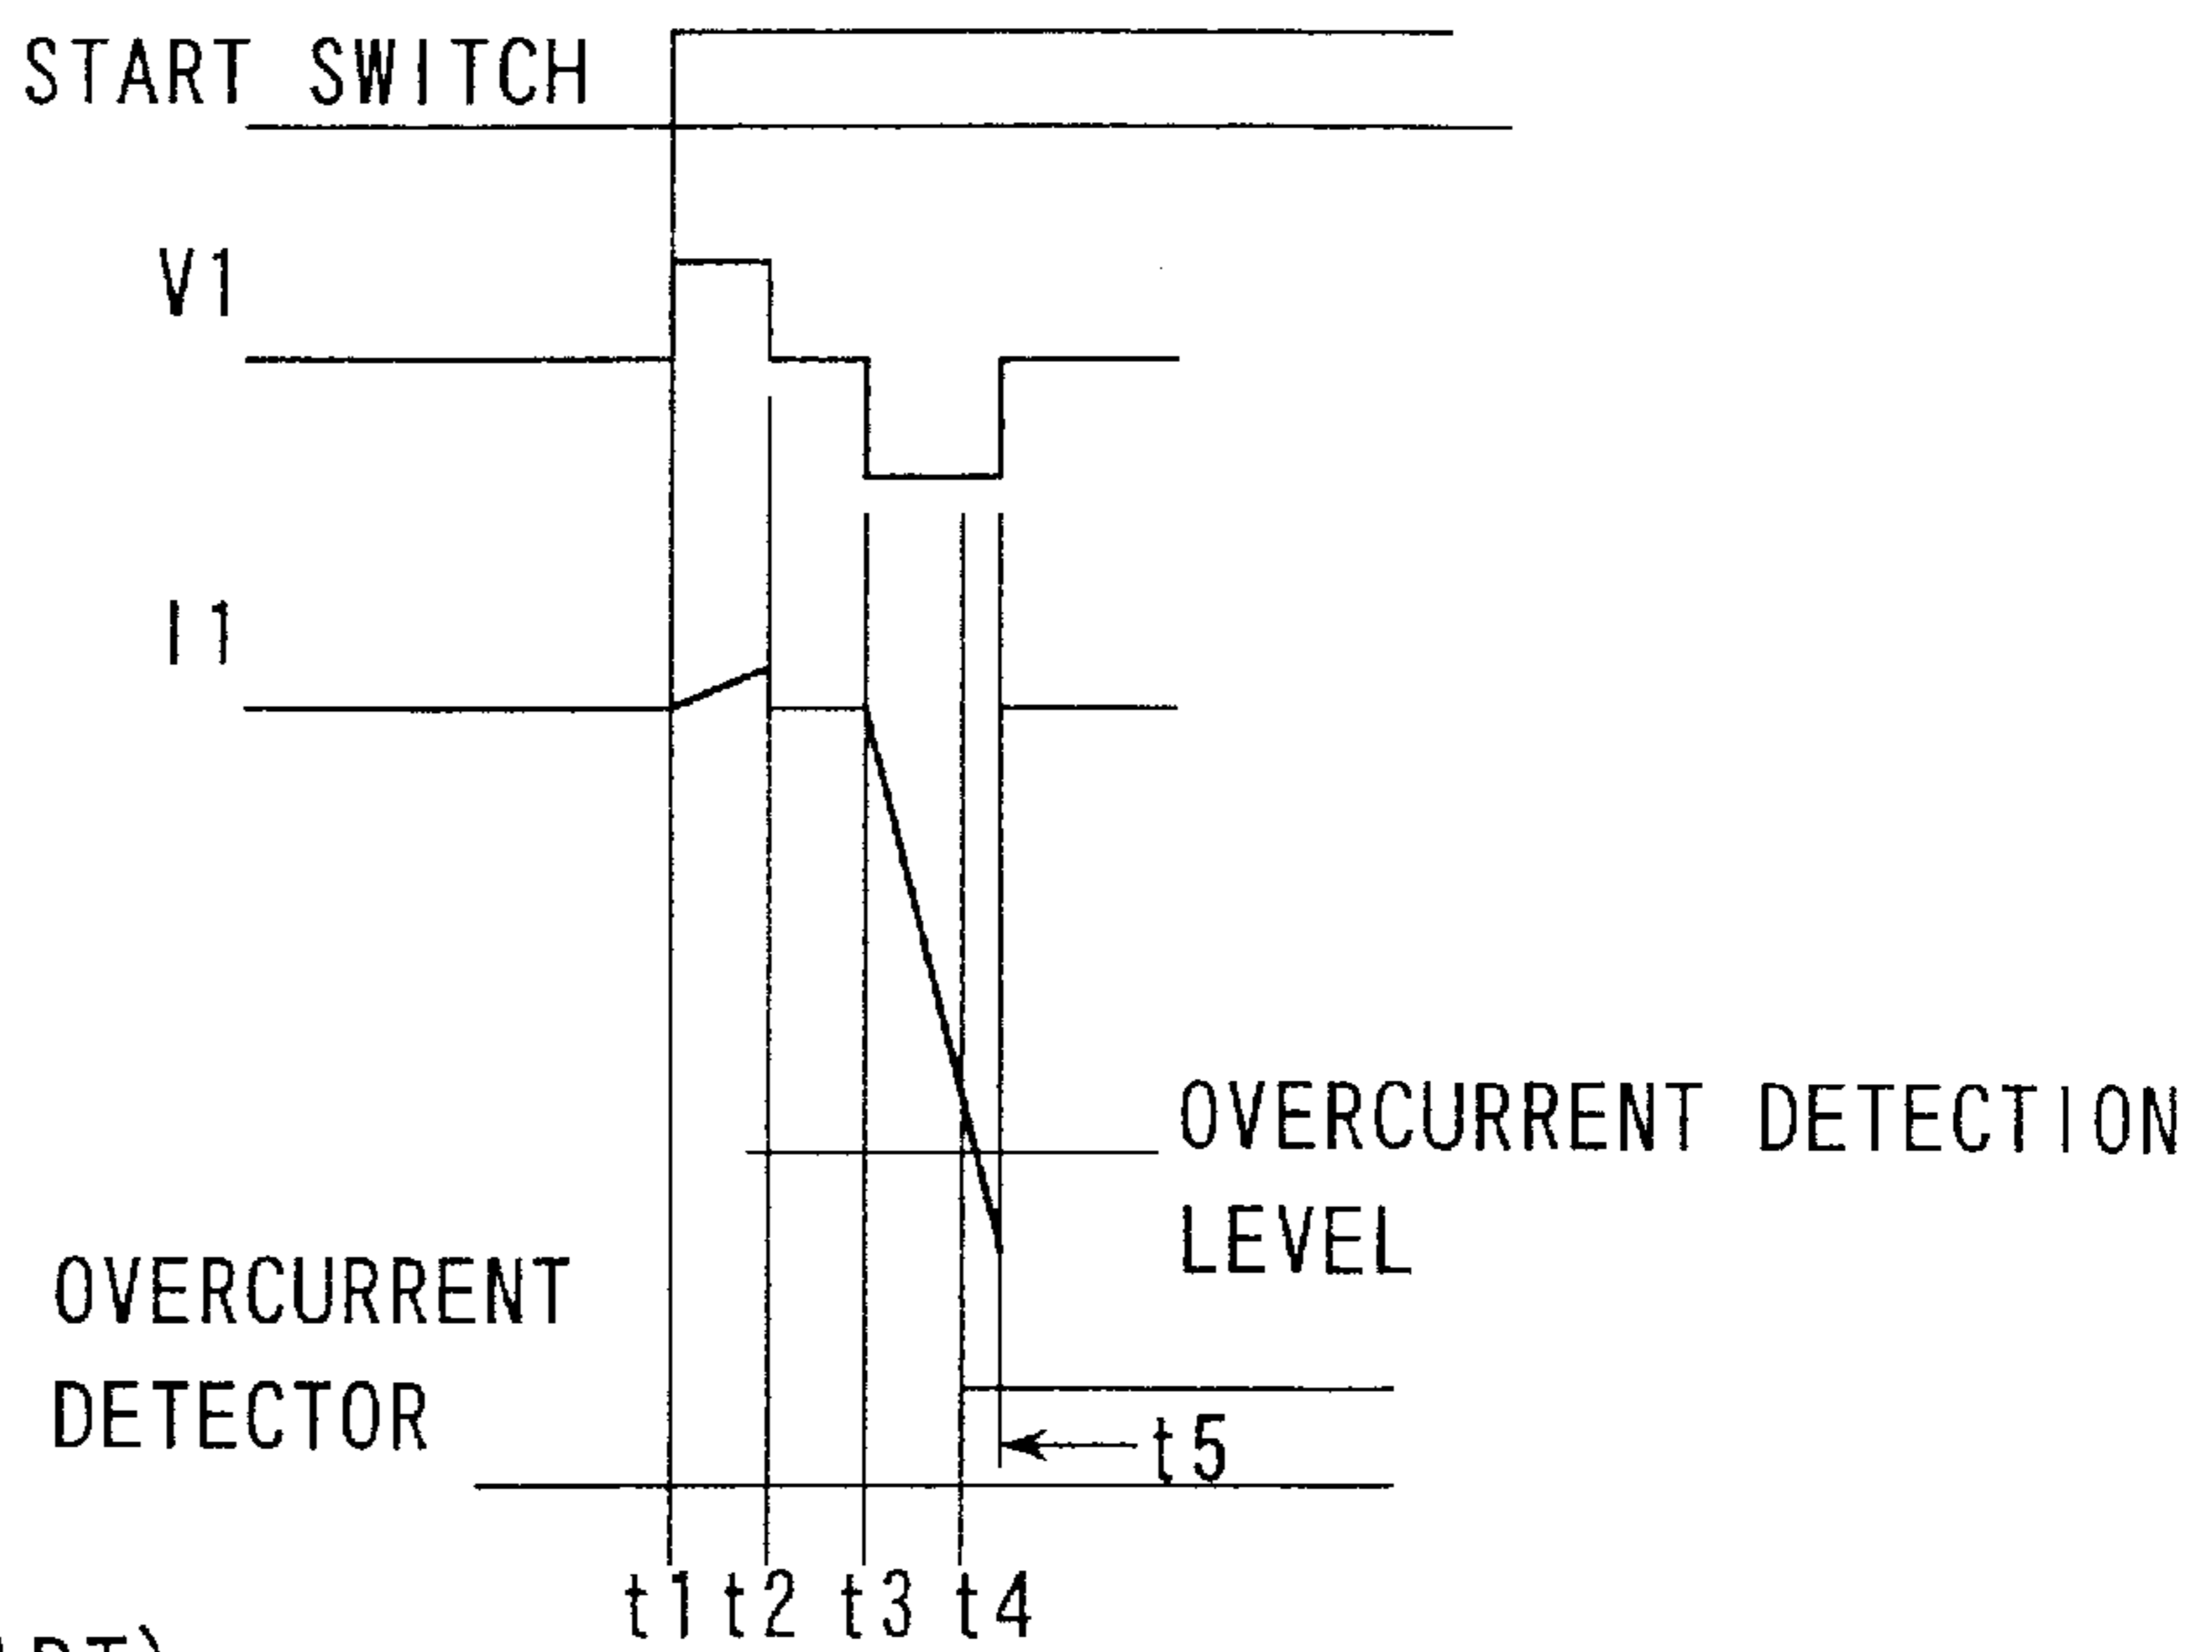 START SWITCH
V1
I1
OVERCURRENT DETECTION
LEVEL
OVERCURRENT
DETECTOR
t5
t1 t2 t3 t4